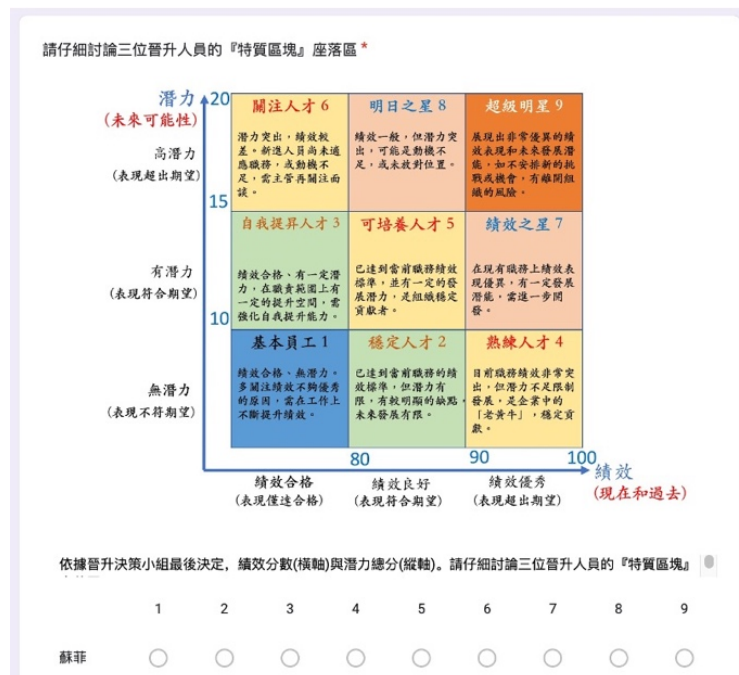 請仔細討論三位晉升人員的『特質區塊』座落區 *
潛力
(未來可能性)
20
關注人才 6
潛力突出，績效較
差。新進人員尚未適
應職務，或動機不
足，需主管再關注面
談。
明日之星 8
績效一般，但潛力突
出，可能是動機不
足，或未放對位置。
超級明星 9
展現出非常優異的績
效表現和未來發展潛
能，如不安排新的挑
戰或機會，有離開組
織的風險。
高潛力
(表現超出期望)
15
自我提昇人才 3
績效合格、有一定潛
力，在職責範圍上有
一定的提升空間，需
強化自我提升能力。
可培養人才 5
已達到當前職務績效
標準，並有一定的發
展潛力，是組織穩定
貢獻者。
績效之星 7
在現有職務上績效表
現優異，有一定發展
潛能，需進一步開
發。
有潛力
(表現符合期望)
10
基本員工 1
績效合格、無潛力。
多關注績效不夠優秀
的原因，需在工作上
不斷提升績效。
穩定人才 2
已達到當前職務的績
效標準，但潛力有
限，有較明顯的缺點，
未來發展有限。
熟練人才 4
目前職務績效非常突
出，但潛力不足限制
發展，是企業中的
「老黃牛」，穩定貢
獻。
無潛力
(表現不符期望)
80
90
100
績效
(現在和過去)
績效合格
(表現僅達合格)
績效良好
(表現符合期望)
績效優秀
(表現超出期望)
依據晉升決策小組最後決定，績效分數(橫軸)與潛力總分(縱軸)。請仔細討論三位晉升人員的『特質區塊』
1 2 3 4 5 6 7 8 9
蘇菲